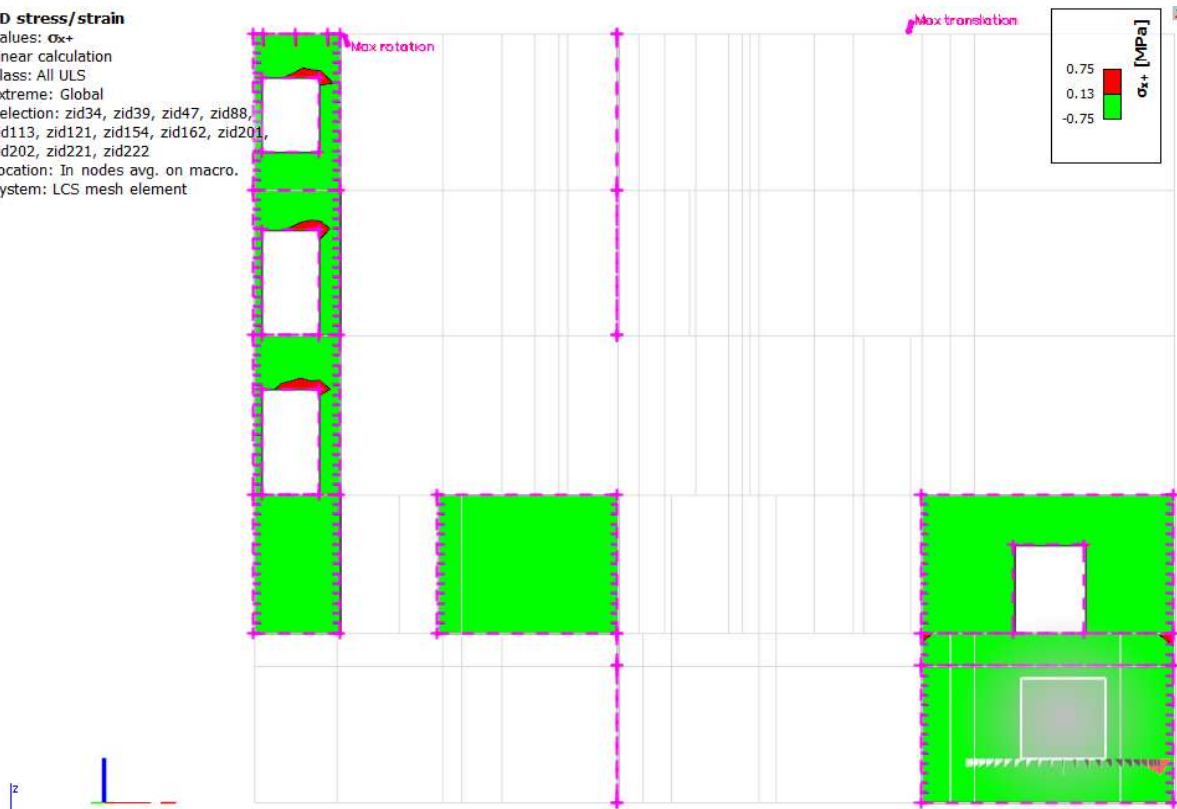 D stress/strain
alues: σx+
near calculation
lass: All ULS
xtreme: Global
election: zid34, zid39, zid47, zid88,
d113, zid121, zid154, zid162, zid201,
d202, zid221, zid222
ocation: In nodes avg. on macro.
ystem: LCS mesh element
Max rotation
Max translation
0.75
0.13
-0.75
σx+ [MPa]
z